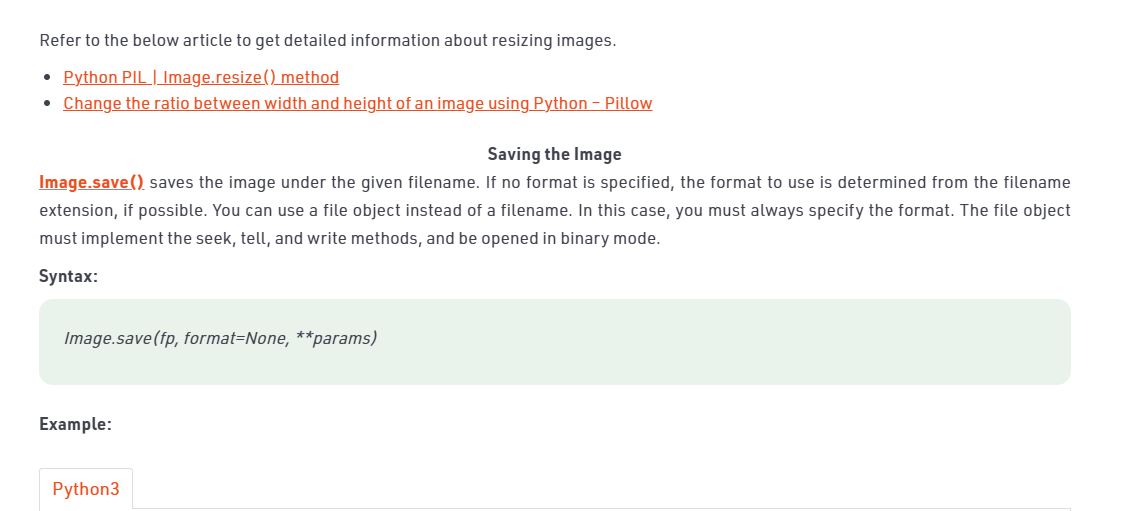 Refer to the below article to get detailed information about resizing images.
Python PIL | Image.resize() method
Change the ratio between width and height of an image using Python – Pillow
Saving the Image
Image.save() saves the image under the given filename. If no format is specified, the format to use is determined from the filename
extension, if possible. You can use a file object instead of a filename. In this case, you must always specify the format. The file object
must implement the seek, tell, and write methods, and be opened in binary mode.
Syntax:
Image.save(fp, format=None, **params)
Example:
Python3